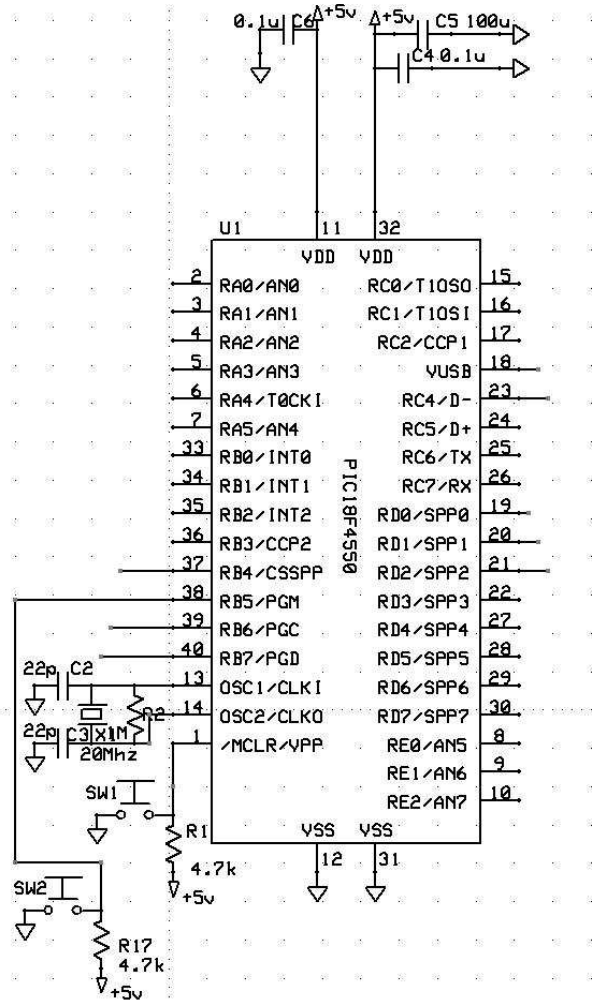 0.1u C6 +5v +5v C5 100u
C4 0.1u
U1 11 32
VDD VDD
2 RA0/AN0 RC0/T1OSO 15
3 RA1/AN1 RC1/T1OSI 16
4 RA2/AN2 RC2/CCP1 17
5 RA3/AN3 VUSB 18
6 RA4/T0CKI RC4/D- 23
7 RA5/AN4 RC5/D+ 24
33 RB0/INT0 RC6/TX 25
34 RB1/INT1 RC7/RX 26
35 RB2/INT2 RD0/SPP0 19
36 RB3/CCP2 RD1/SPP1 20
37 RB4/CSSPP RD2/SPP2 21
38 RB5/PGM RD3/SPP3 22
39 RB6/PGC RD4/SPP4 27
40 RB7/PGD RD5/SPP5 28
PIC18F4550
22p C2 13 OSC1/CLKI RD6/SPP6 29
R2 14 OSC2/CLKO RD7/SPP7 30
22p C3 X1 1M 1 /MCLR/VPP RE0/AN5 8
20Mhz RE1/AN6 9
SW1 RE2/AN7 10
R1 VSS VSS
4.7k 12 31
+5v
SW2
R17
4.7k
+5v